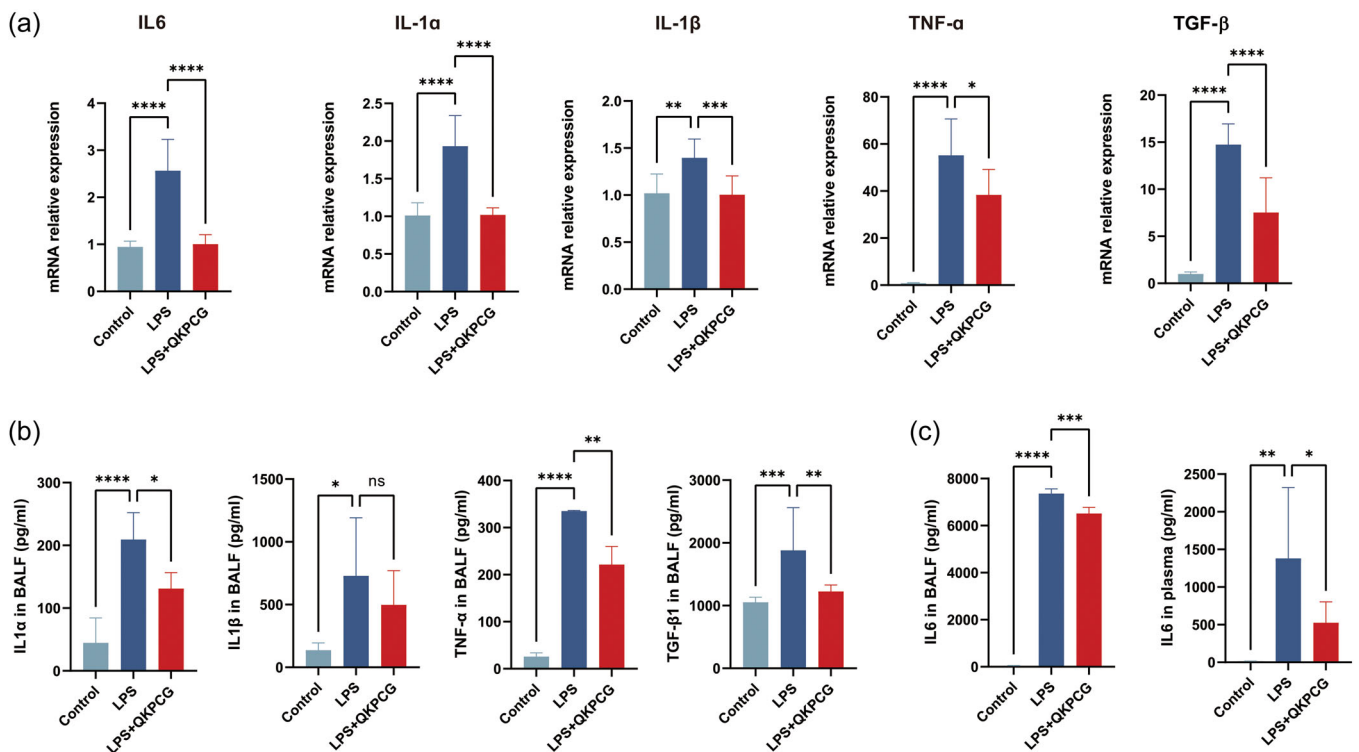 (a)
IL6
IL-1α
IL-1β
TNF-α
TGF-β
mRNA relative expression
4
3
2
1
0
****
****
Control
LPS
LPS+QKPCG
mRNA relative expression
2.5
2.0
1.5
1.0
0.5
0.0
****
****
Control
LPS
LPS+QKPCG
mRNA relative expression
2.0
1.5
1.0
0.5
0.0
**
***
Control
LPS
LPS+QKPCG
mRNA relative expression
80
60
40
20
0
****
*
Control
LPS
LPS+QKPCG
mRNA relative expression
20
15
10
5
0
****
****
Control
LPS
LPS+QKPCG
(b)
IL1α in BALF (pg/ml)
300
200
100
0
****
*
Control
LPS
LPS+QKPCG
IL1β in BALF (pg/ml)
1500
1000
500
0
*
ns
Control
LPS
LPS+QKPCG
TNF-α in BALF (pg/ml)
400
300
200
100
0
****
**
Control
LPS
LPS+QKPCG
TGF-β1 in BALF (pg/ml)
3000
2000
1000
0
***
**
Control
LPS
LPS+QKPCG
(c)
IL6 in BALF (pg/ml)
8000
6000
4000
2000
0
****
***
Control
LPS
LPS+QKPCG
IL6 in plasma (pg/ml)
2500
2000
1500
1000
500
0
**
*
Control
LPS
LPS+QKPCG